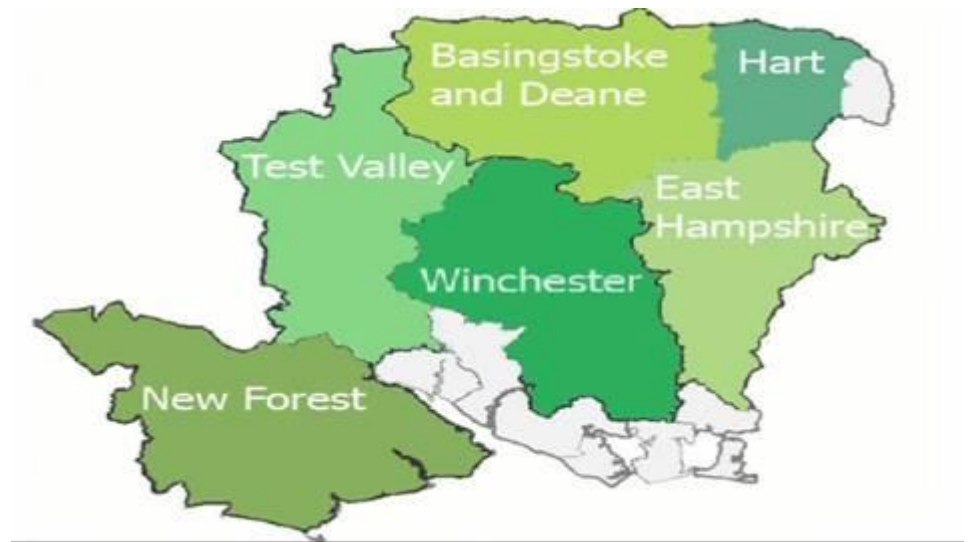 Basingstoke
and Deane
Hart
Test Valley
East
Hampshire
Winchester
New Forest